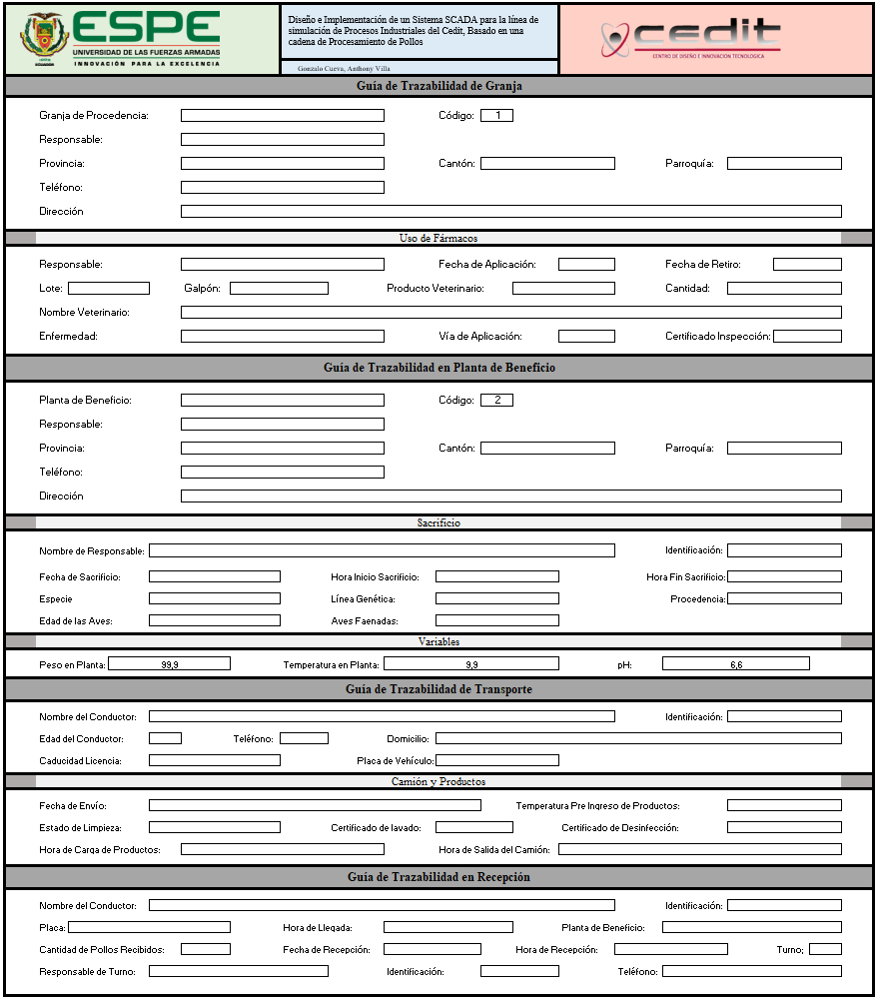 ESPE
UNIVERSIDAD DE LAS FUERZAS ARMADAS
INNOVACIÓN PARA LA EXCELENCIA
Diseño e Implementación de un Sistema SCADA para la línea de
simulación de Procesos Industriales del Cedit, Basado en una
cadena de Procesamiento de Pollos
Gonzalo Cueva, Anthony Villa
cedit
CENTRO DE DISEÑO E INNOVACION TECNOLOGICA
Guía de Trazabilidad de Granja
Granja de Procedencia: Código: 1
Responsable:
Provincia: Cantón: Parroquía:
Teléfono:
Dirección
Uso de Fármacos
Responsable: Fecha de Aplicación: Fecha de Retiro:
Lote: Galpón: Producto Veterinario: Cantidad:
Nombre Veterinario:
Enfermedad: Vía de Aplicación: Certificado Inspección:
Guía de Trazabilidad en Planta de Beneficio
Planta de Beneficio: Código: 2
Responsable:
Provincia: Cantón: Parroquía:
Teléfono:
Dirección
Sacrificio
Nombre de Responsable: Identificación:
Fecha de Sacrificio: Hora Inicio Sacrificio: Hora Fin Sacrificio:
Especie Línea Genética: Procedencia:
Edad de las Aves: Aves Faenadas:
Variables
Peso en Planta: 99,9 Temperatura en Planta: 9,9 pH: 6,6
Guía de Trazabilidad de Transporte
Nombre del Conductor: Identificación:
Edad del Conductor: Teléfono: Domicilio:
Caducidad Licencia: Placa de Vehículo:
Camión y Productos
Fecha de Envío: Temperatura Pre Ingreso de Productos:
Estado de Limpieza: Certificado de lavado: Certificado de Desinfección:
Hora de Carga de Productos: Hora de Salida del Camión:
Guía de Trazabilidad en Recepción
Nombre del Conductor: Identificación:
Placa: Hora de Llegada: Planta de Beneficio:
Cantidad de Pollos Recibidos: Fecha de Recepción: Hora de Recepción: Turno;
Responsable de Turno: Identificación: Teléfono: